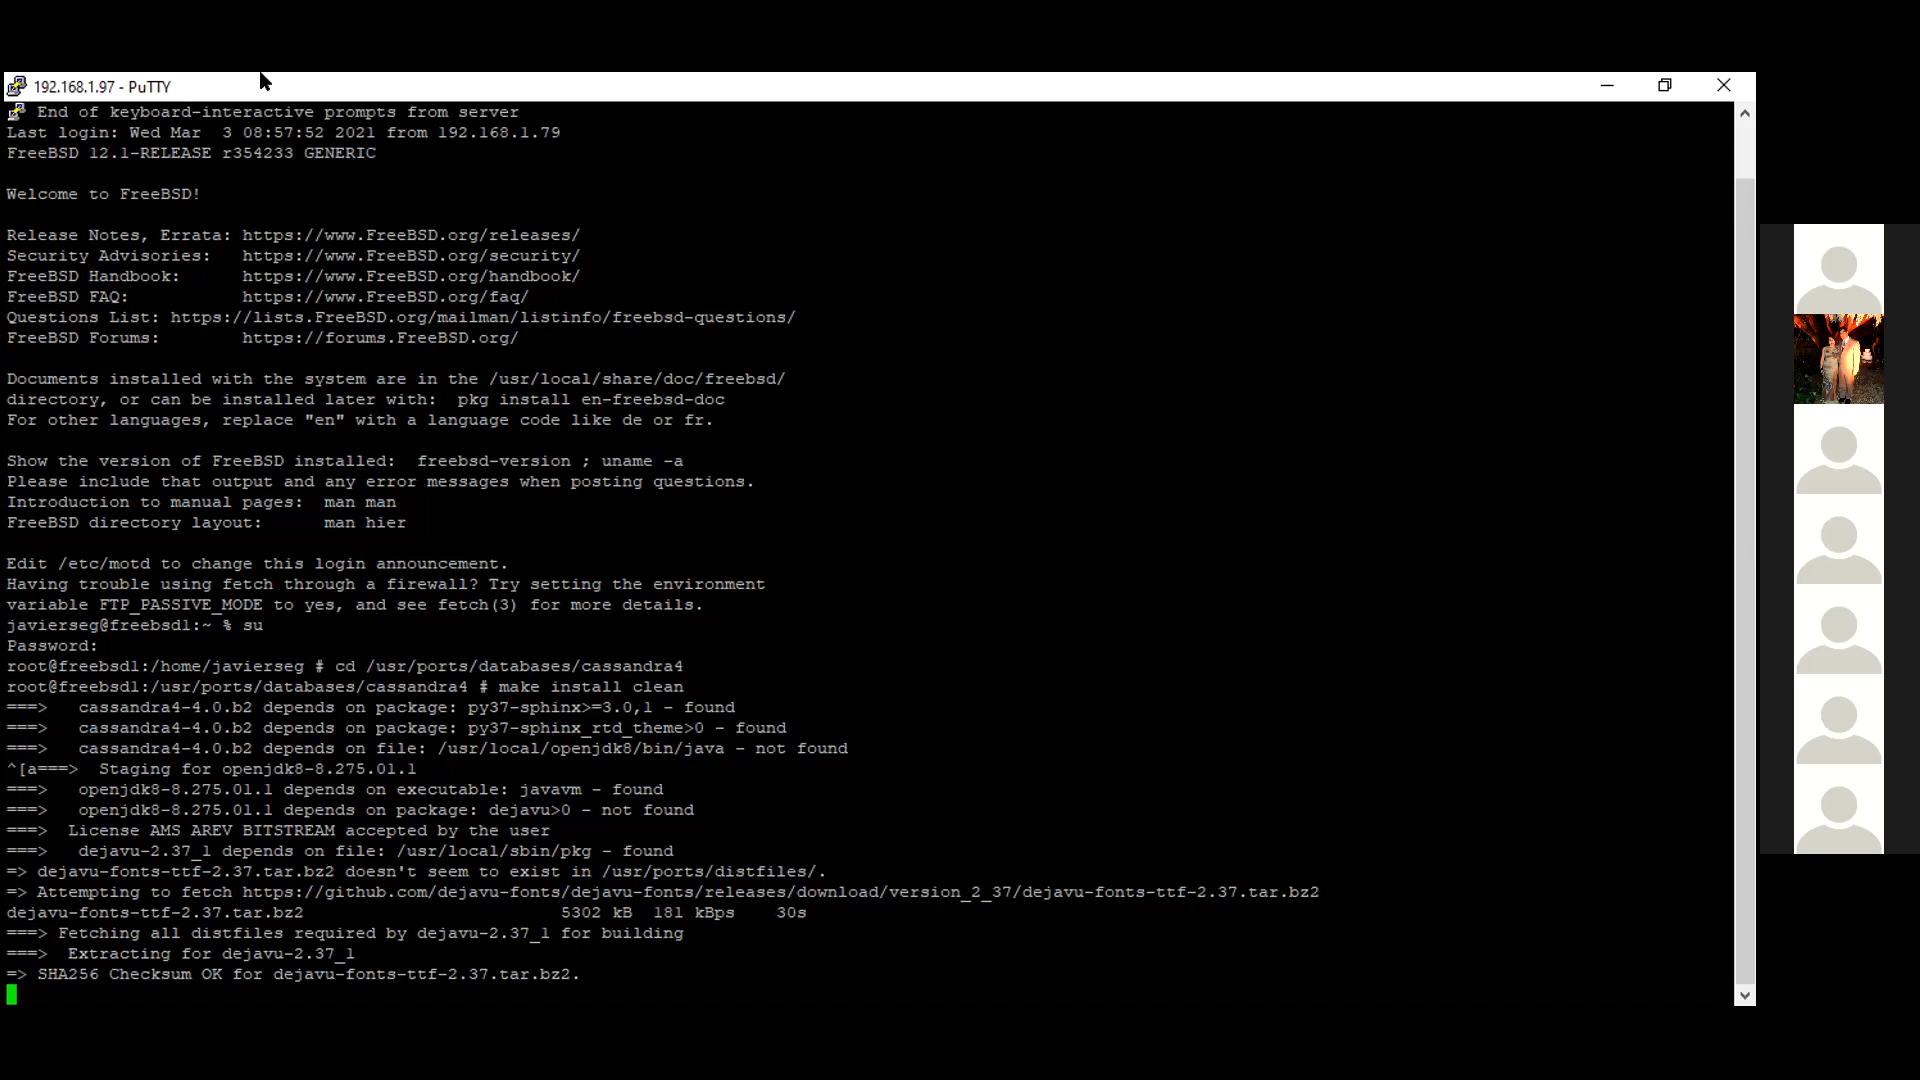 192.168.1.97 - PuTTY
End of keyboard-interactive prompts from server
Last login: Wed Mar  3 08:57:52 2021 from 192.168.1.79
FreeBSD 12.1-RELEASE r354233 GENERIC
Welcome to FreeBSD!
Release Notes, Errata: https://www.FreeBSD.org/releases/
Security Advisories:   https://www.FreeBSD.org/security/
FreeBSD Handbook:      https://www.FreeBSD.org/handbook/
FreeBSD FAQ:           https://www.FreeBSD.org/faq/
Questions List: https://lists.FreeBSD.org/mailman/listinfo/freebsd-questions/
FreeBSD Forums:        https://forums.FreeBSD.org/
Documents installed with the system are in the /usr/local/share/doc/freebsd/
directory, or can be installed later with:  pkg install en-freebsd-doc
For other languages, replace "en" with a language code like de or fr.
Show the version of FreeBSD installed:  freebsd-version ; uname -a
Please include that output and any error messages when posting questions.
Introduction to manual pages:  man man
FreeBSD directory layout:      man hier
Edit /etc/motd to change this login announcement.
Having trouble using fetch through a firewall? Try setting the environment
variable FTP_PASSIVE_MODE to yes, and see fetch(3) for more details.
javierseg@freebsd1:~ % su
Password:
root@freebsd1:/home/javierseg # cd /usr/ports/databases/cassandra4
root@freebsd1:/usr/ports/databases/cassandra4 # make install clean
===>   cassandra4-4.0.b2 depends on package: py37-sphinx>=3.0,1 - found
===>   cassandra4-4.0.b2 depends on package: py37-sphinx_rtd_theme>0 - found
===>   cassandra4-4.0.b2 depends on file: /usr/local/openjdk8/bin/java - not found
^[a===>  Staging for openjdk8-8.275.01.1
===>   openjdk8-8.275.01.1 depends on executable: javavm - found
===>   openjdk8-8.275.01.1 depends on package: dejavu>0 - not found
===>  License AMS AREV BITSTREAM accepted by the user
===>   dejavu-2.37_1 depends on file: /usr/local/sbin/pkg - found
=> dejavu-fonts-ttf-2.37.tar.bz2 doesn't seem to exist in /usr/ports/distfiles/.
=> Attempting to fetch https://github.com/dejavu-fonts/dejavu-fonts/releases/download/version_2_37/dejavu-fonts-ttf-2.37.tar.bz2
dejavu-fonts-ttf-2.37.tar.bz2                         5302 kB  181 kBps    30s
===> Fetching all distfiles required by dejavu-2.37_1 for building
===>  Extracting for dejavu-2.37_1
=> SHA256 Checksum OK for dejavu-fonts-ttf-2.37.tar.bz2.